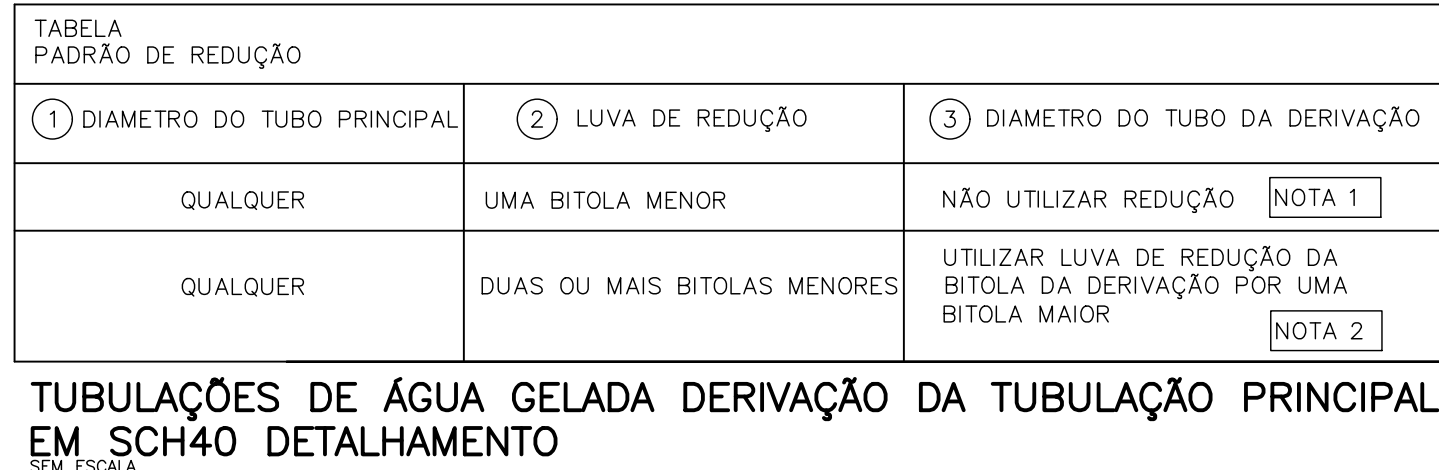 TABELA
PADRÃO DE REDUÇÃO
1 DIAMETRO DO TUBO PRINCIPAL
2 LUVA DE REDUÇÃO
3 DIAMETRO DO TUBO DA DERIVAÇÃO
QUALQUER
UMA BITOLA MENOR
NÃO UTILIZAR REDUÇÃO NOTA 1
QUALQUER
DUAS OU MAIS BITOLAS MENORES
UTILIZAR LUVA DE REDUÇÃO DA
BITOLA DA DERIVAÇÃO POR UMA
BITOLA MAIOR
NOTA 2
TUBULAÇÕES DE ÁGUA GELADA DERIVAÇÃO DA TUBULAÇÃO PRINCIPAL
EM SCH40 DETALHAMENTO
SEM ESCALA